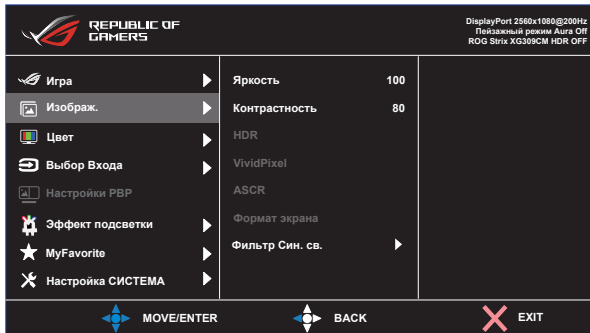 REPUBLIC OF
GAMERS
DisplayPort 2560x1080@200Hz
Пейзажный режим Aura Off
ROG Strix XG309CM HDR OFF
Игра
Изображ.
Цвет
Выбор Входа
Настройки PBP
Эффект подсветки
MyFavorite
Настройка СИСТЕМА
Яркость 100
Контрастность 80
HDR
VividPixel
ASCR
Формат экрана
Фильтр Син. св.
MOVE/ENTER BACK EXIT